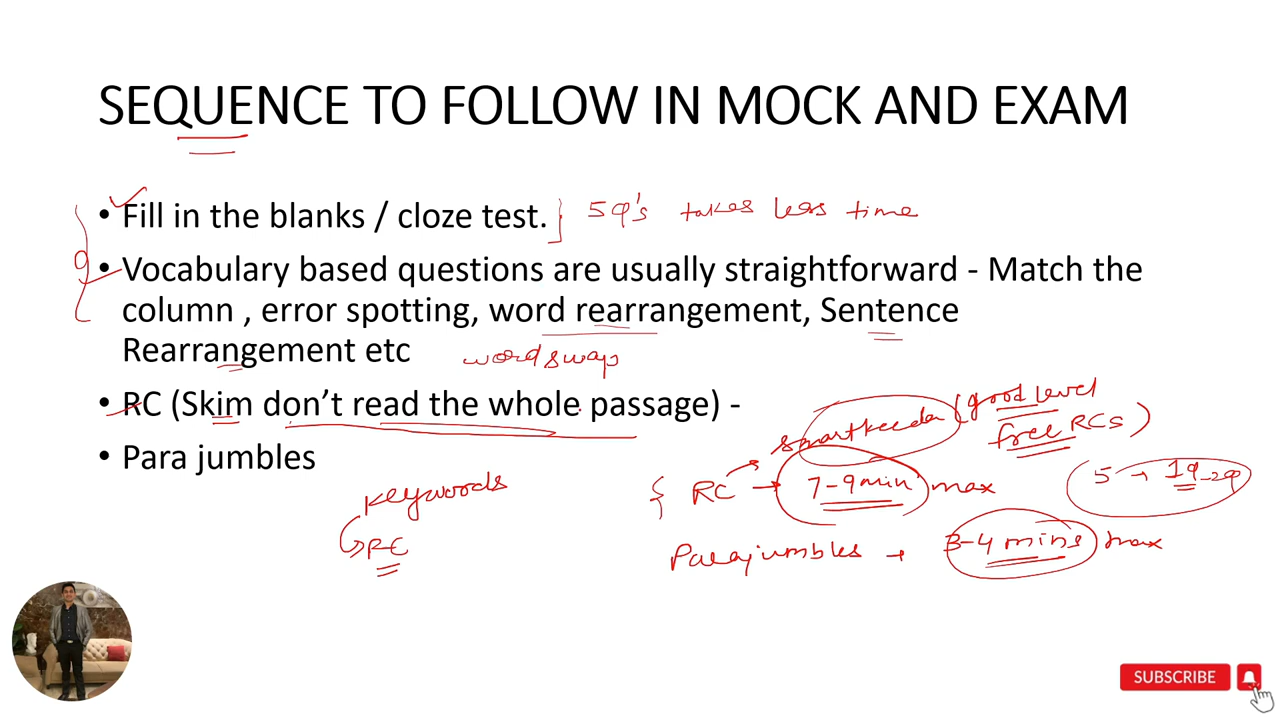 SEQUENCE TO FOLLOW IN MOCK AND EXAM
• Fill in the blanks / cloze test. } 5q's takes less time
• Vocabulary based questions are usually straightforward - Match the
column , error spotting, word rearrangement, Sentence
Rearrangement etc
wordswap
• RC (Skim don't read the whole passage) -
smartkeeda (good level
free RCs)
• Para jumbles
keywords
RC
{ RC → 7-9min max
5 → 1q-2q
Parajumbles → 3-4 mins max
SUBSCRIBE